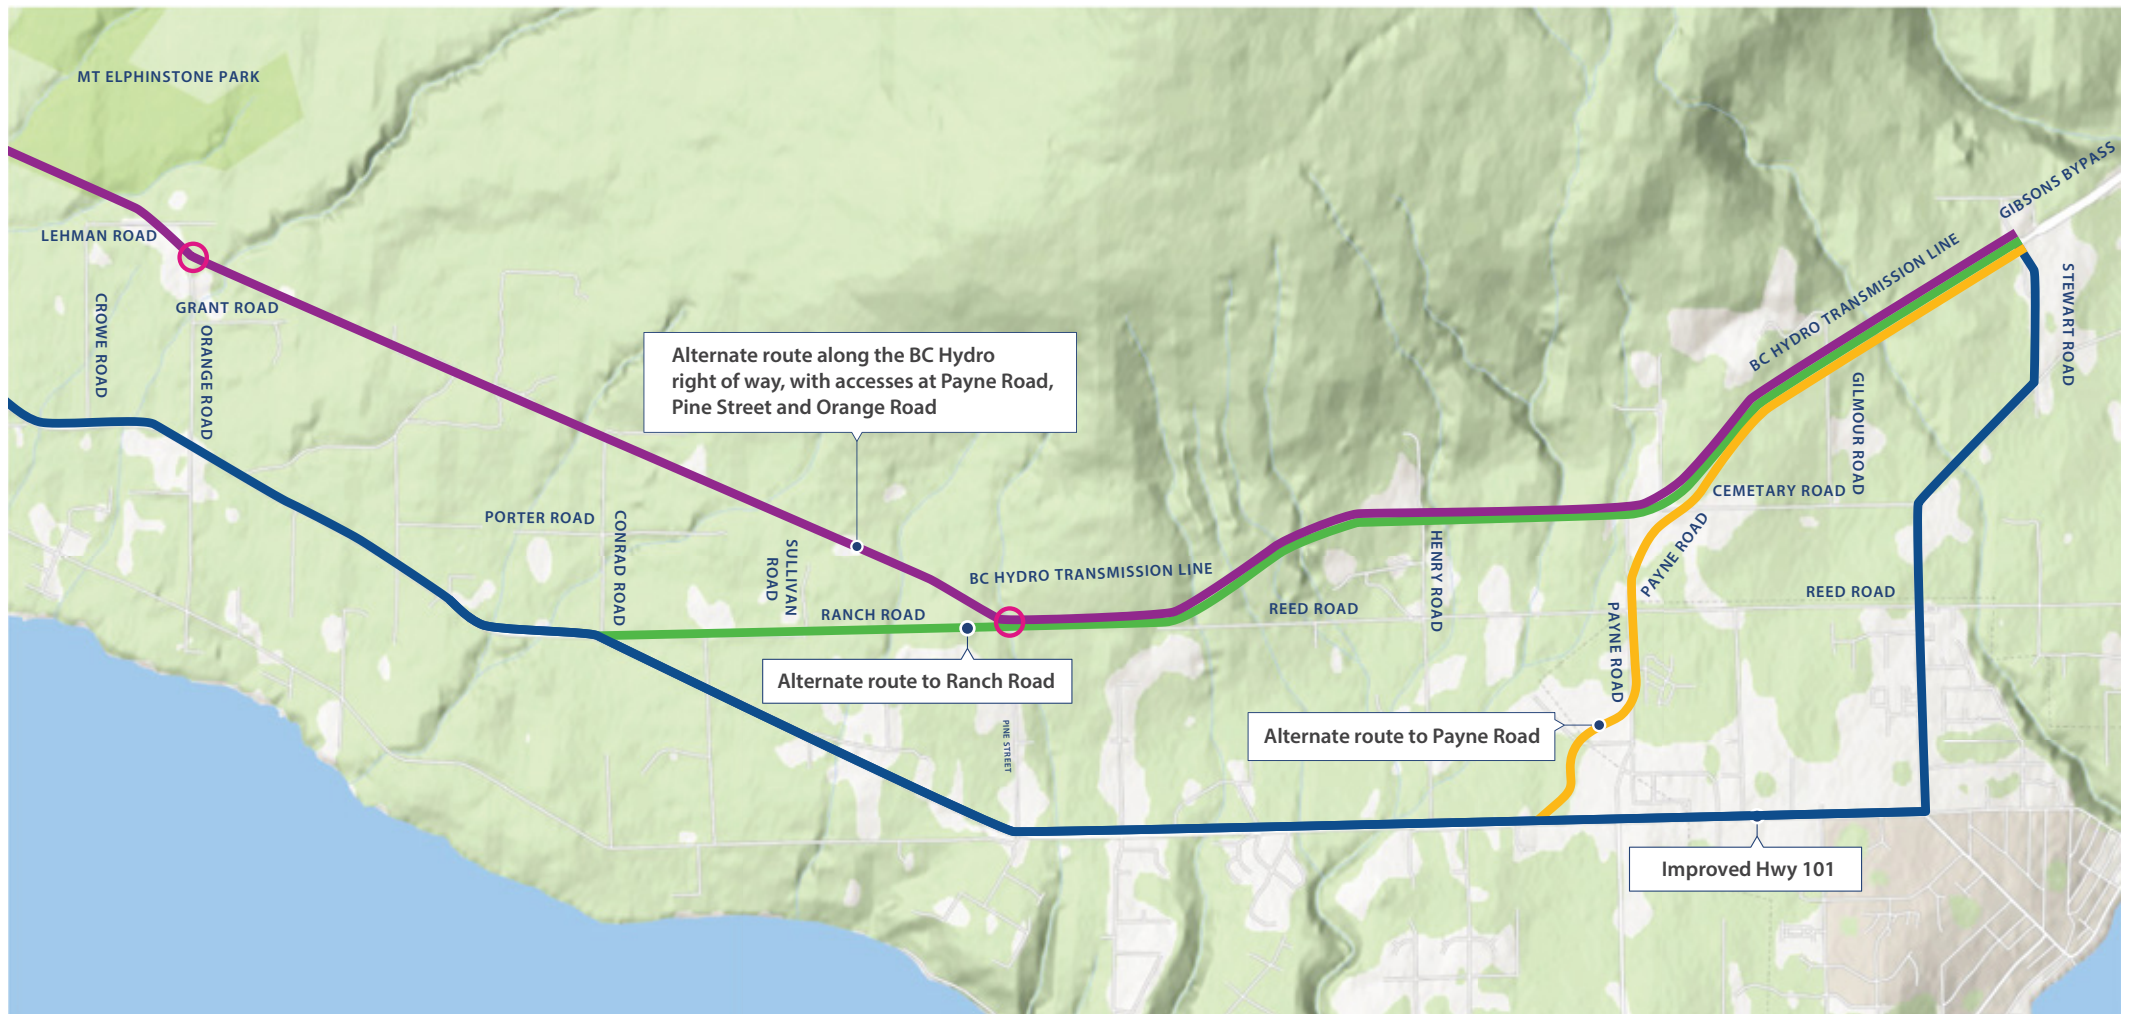 MT ELPHINSTONE PARK
GIBSONS BYPASS
LEHMAN ROAD
BC HYDRO TRANSMISSION LINE
STEWART ROAD
CROWE ROAD
GRANT ROAD
ORANGE ROAD
Alternate route along the BC Hydro
right of way, with accesses at Payne Road,
Pine Street and Orange Road
GILMOUR ROAD
CEMETARY ROAD
PORTER ROAD
CONRAD ROAD
SULLIVAN
ROAD
BC HYDRO TRANSMISSION LINE
HENRY ROAD
PAYNE ROAD
RANCH ROAD
REED ROAD
REED ROAD
PAYNE ROAD
Alternate route to Ranch Road
PINE STREET
Alternate route to Payne Road
Improved Hwy 101